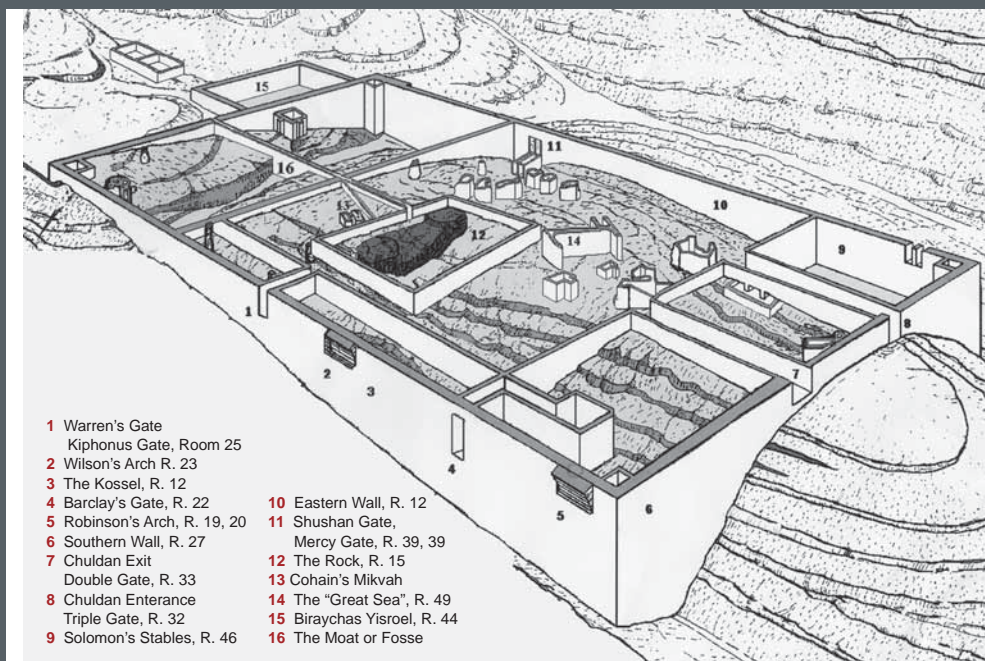 15
16
11
13
12
10
14
9
1
8
2
7
3
4
5
6
1 Warren's Gate
Kiphonus Gate, Room 25
2 Wilson's Arch R. 23
3 The Kossel, R. 12
4 Barclay's Gate, R. 22
5 Robinson's Arch, R. 19, 20
6 Southern Wall, R. 27
7 Chuldan Exit
Double Gate, R. 33
8 Chuldan Enterance
Triple Gate, R. 32
9 Solomon's Stables, R. 46
10 Eastern Wall, R. 12
11 Shushan Gate,
Mercy Gate, R. 39, 39
12 The Rock, R. 15
13 Cohain's Mikvah
14 The "Great Sea", R. 49
15 Biraychas Yisroel, R. 44
16 The Moat or Fosse